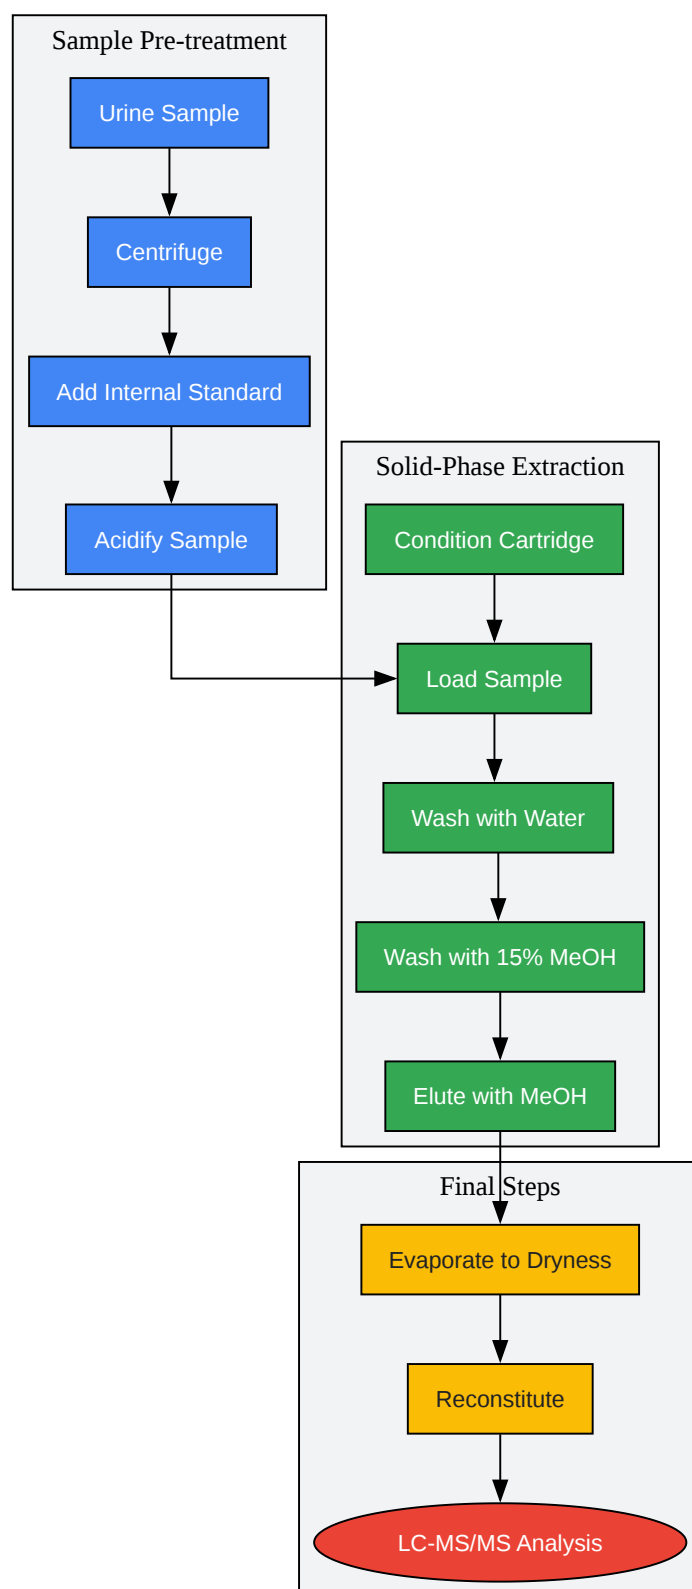 Sample Pre-treatment
Urine Sample
Centrifuge
Add Internal Standard
Acidify Sample
Solid-Phase Extraction
Condition Cartridge
Load Sample
Wash with Water
Wash with 15% MeOH
Elute with MeOH
Final Steps
Evaporate to Dryness
Reconstitute
LC-MS/MS Analysis